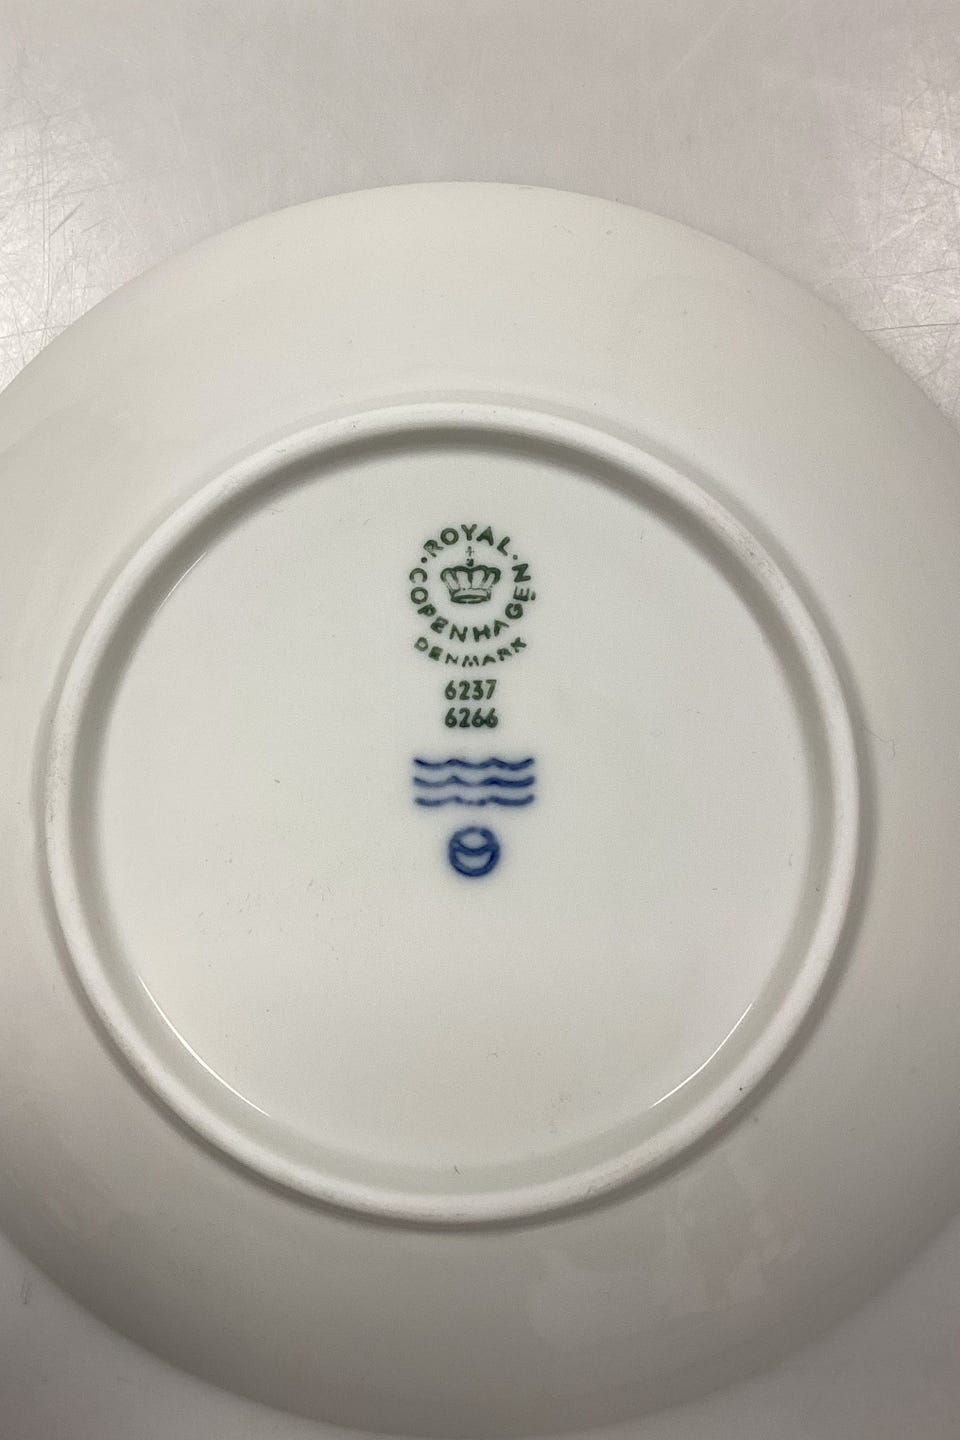 ROYAL
COPENHAGEN
DENMARK
6237
6266